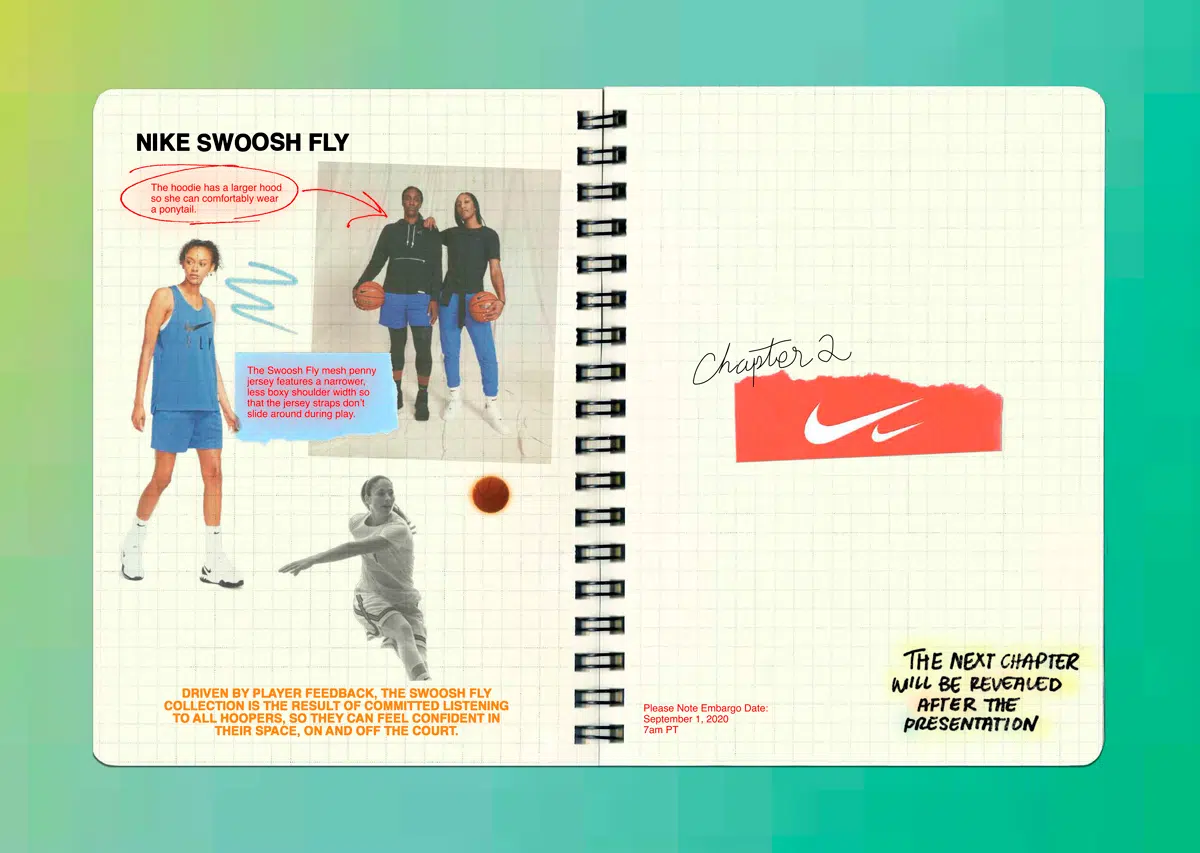 NIKE SWOOSH FLY
The hoodie has a larger hood
so she can comfortably wear
a ponytail.
The Swoosh Fly mesh penny
jersey features a narrower,
less boxy shoulder width so
that the jersey straps don't
slide around during play.
DRIVEN BY PLAYER FEEDBACK, THE SWOOSH FLY
COLLECTION IS THE RESULT OF COMMITTED LISTENING
TO ALL HOOPERS, SO THEY CAN FEEL CONFIDENT IN
THEIR SPACE, ON AND OFF THE COURT.
Chapter 2
Please Note Embargo Date:
September 1, 2020
7am PT
THE NEXT CHAPTER
WILL BE REVEALED
AFTER THE
PRESENTATION